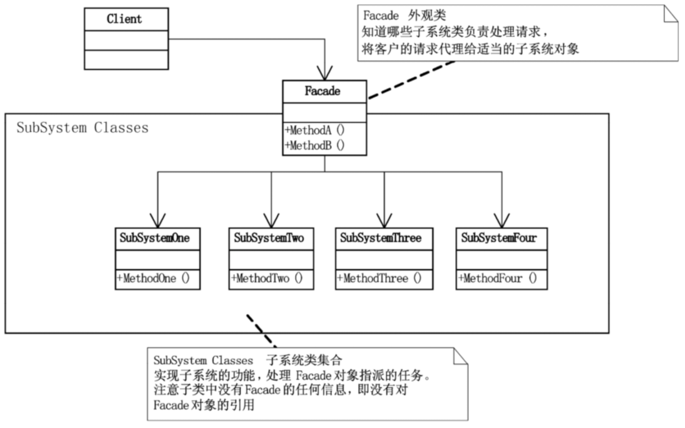 Client
Facade 外观类
知道哪些子系统类负责处理请求，
将客户的请求代理给适当的子系统对象
Facade
+MethodA ()
+MethodB ()
SubSystem Classes
SubSystemOne
+MethodOne ()
SubSystemTwo
+MethodTwo ()
SubSystemThree
+MethodThree ()
SubSystemFour
+MethodFour ()
SubSystem Classes 子系统类集合
实现子系统的功能，处理 Facade对象指派的任务。
注意子类中没有Facade的任何信息，即没有对
Facade对象的引用